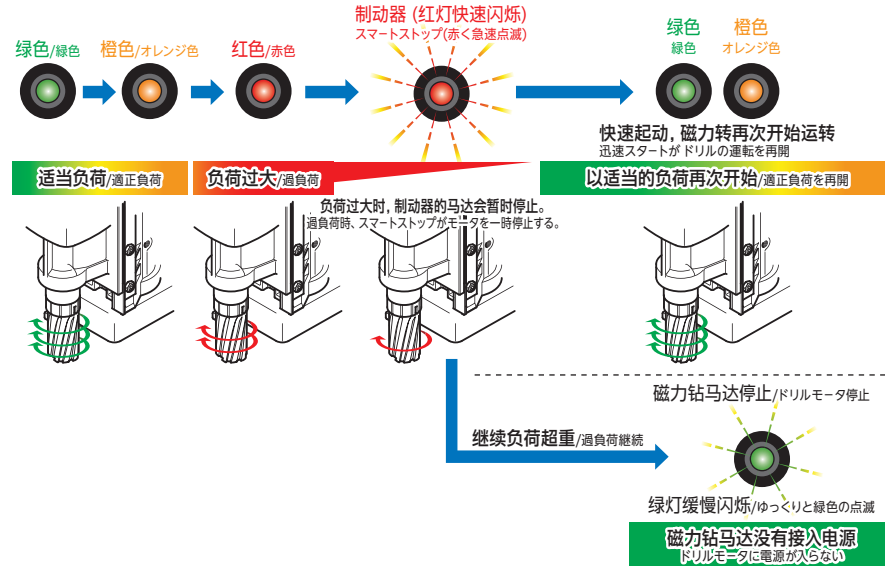 制动器 (红灯快速闪烁)
スマートストップ(赤く急速点滅)
绿色/緑色
橙色/オレンジ色
红色/赤色
绿色
緑色
橙色
オレンジ色
快速起动，磁力转再次开始运转
迅速スタートがドリルの運転を再開
适当负荷/適正負荷
负荷过大/過負荷
以适当的负荷再次开始/適正負荷を再開
负荷过大时，制动器的马达会暂时停止。
過負荷時、スマートストップがモータを一時停止する。
磁力钻马达停止/ドリルモータ停止
继续负荷超重/過負荷継続
绿灯缓慢闪烁/ゆっくりと緑色の点滅
磁力钻马达没有接入电源
ドリルモータに電源が入らない